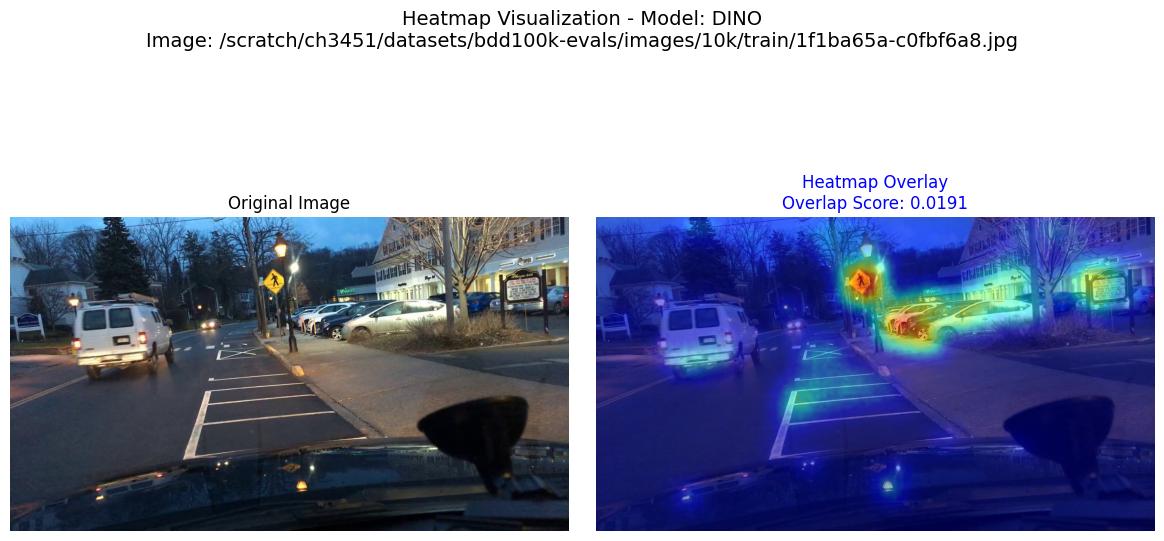 Heatmap Visualization - Model: DINO
Image: /scratch/ch3451/datasets/bdd100k-evals/images/10k/train/1f1ba65a-c0fbf6a8.jpg
Original Image
Heatmap Overlay
Overlap Score: 0.0191